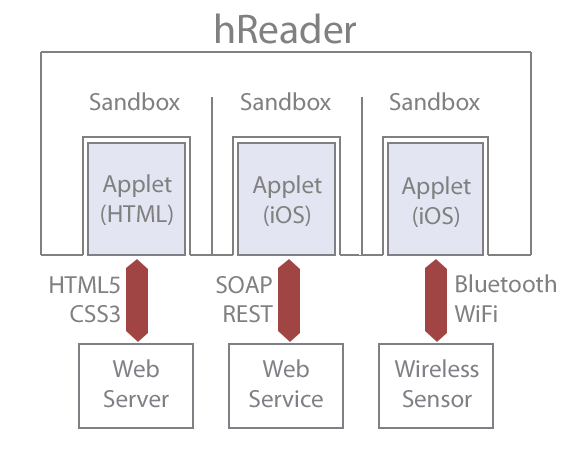 hReader
Sandbox
Sandbox
Sandbox
Applet
(HTML)
Applet
(iOS)
Applet
(iOS)
HTML5
CSS3
SOAP
REST
Bluetooth
WiFi
Web
Server
Web
Service
Wireless
Sensor